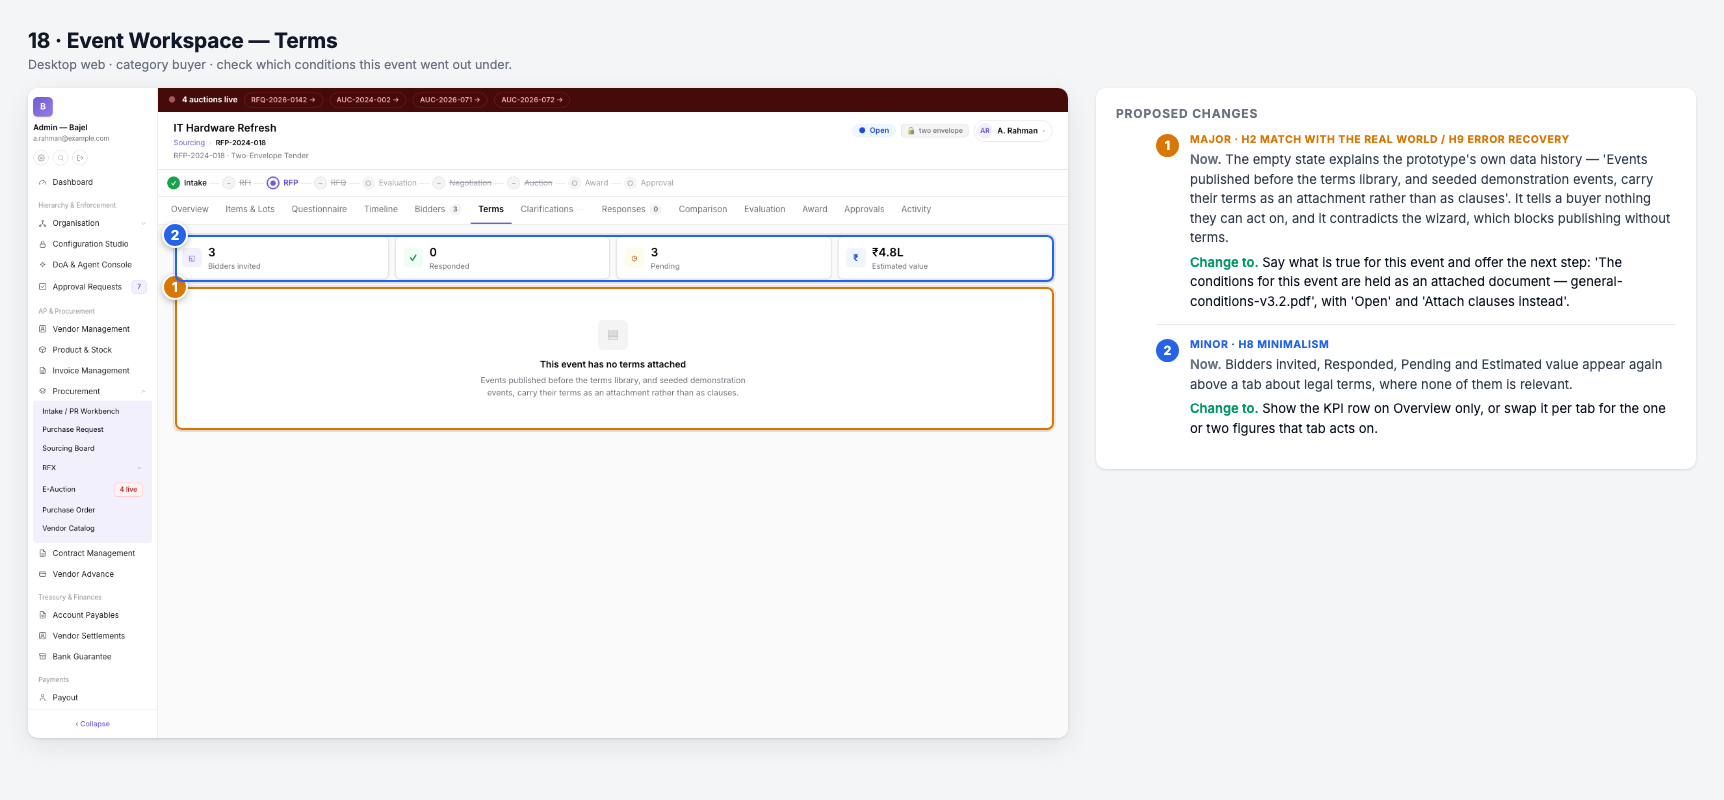 18 · Event Workspace — Terms
Desktop web · category buyer · check which conditions this event went out under.
B
Admin — Bajel
a.rahman@example.com
Dashboard
Hierarchy & Enforcement
Organisation
Configuration Studio
DoA & Agent Console
Approval Requests 7
AP & Procurement
Vendor Management
Product & Stock
Invoice Management
Procurement
Intake / PR Workbench
Purchase Request
Sourcing Board
RFX
E-Auction 4 live
Purchase Order
Vendor Catalog
Contract Management
Vendor Advance
Treasury & Finances
Account Payables
Vendor Settlements
Bank Guarantee
Payments
Payout
‹ Collapse
4 auctions live RFQ-2026-0142 → AUC-2024-002 → AUC-2026-071 → AUC-2026-072 →
IT Hardware Refresh
Sourcing · RFP-2024-018
RFP-2024-018 · Two-Envelope Tender
Open two envelope AR A. Rahman
Intake RFI RFP RFQ Evaluation Negotiation Auction Award Approval
Overview Items & Lots Questionnaire Timeline Bidders 3 Terms Clarifications Responses 0 Comparison Evaluation Award Approvals Activity
2
3
Bidders invited
0
Responded
3
Pending
₹ ₹4.8L
Estimated value
1
This event has no terms attached
Events published before the terms library, and seeded demonstration
events, carry their terms as an attachment rather than as clauses.
PROPOSED CHANGES
1 MAJOR · H2 MATCH WITH THE REAL WORLD / H9 ERROR RECOVERY
Now. The empty state explains the prototype's own data history — 'Events
published before the terms library, and seeded demonstration events, carry
their terms as an attachment rather than as clauses'. It tells a buyer nothing
they can act on, and it contradicts the wizard, which blocks publishing without
terms.
Change to. Say what is true for this event and offer the next step: 'The
conditions for this event are held as an attached document — general-
conditions-v3.2.pdf', with 'Open' and 'Attach clauses instead'.
2 MINOR · H8 MINIMALISM
Now. Bidders invited, Responded, Pending and Estimated value appear again
above a tab about legal terms, where none of them is relevant.
Change to. Show the KPI row on Overview only, or swap it per tab for the one
or two figures that tab acts on.